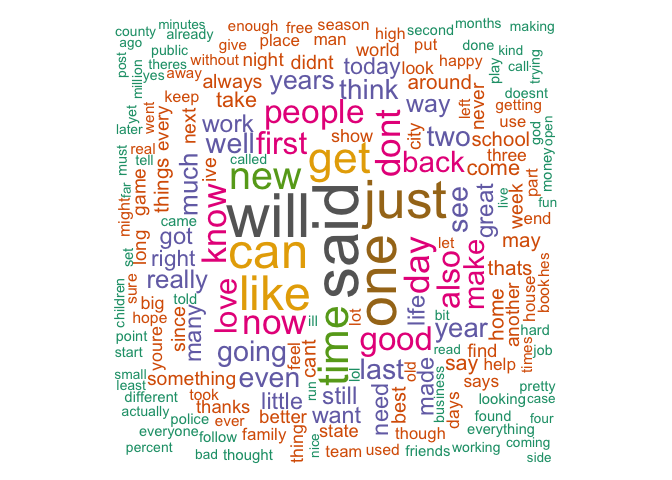 county minutes months making
ago already enough free season high second
post public give place man put done kind call
theres without night didnt world look happy trying
million yes away always years today around play doesnt
yet keep take people think way left never getting
later went every next work well first show dont city two school use god open
must real tell things much ive called get back three money
might far game new just come part
came know will said see great live fun
long got can one day also let week end
set right like make may
children sure told really love now time lot life thats bookhes
point big hope since many ill good year bit home another house
start youre going feel cant lol last old made read find times hard job
small something even run still need best say help
least different took little want business says looking pretty case
actually thanks better nice though days found four
everyone police ever family thing state used friends everything
percent follow bad thought team working coming side